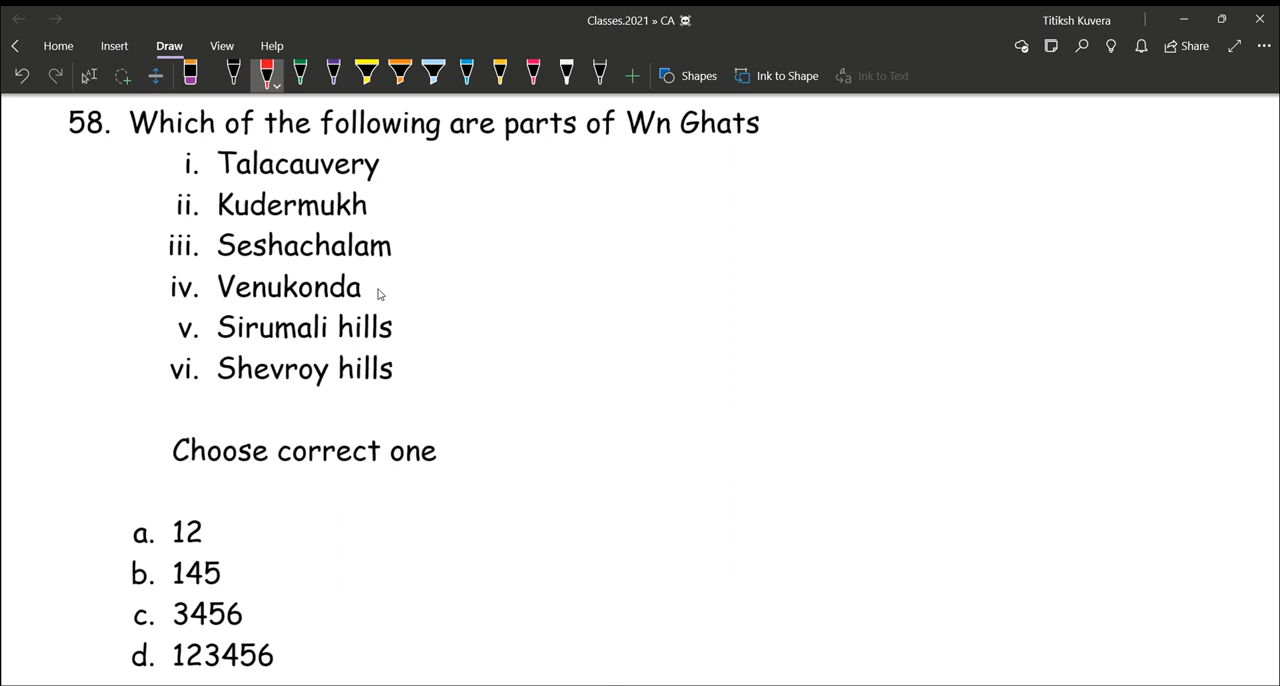 Classes.2021 » CA
Titiksh Kuvera
Home Insert Draw View Help
Share
Shapes Ink to Shape Ink to Text
58. Which of the following are parts of Wn Ghats
i. Talacauvery
ii. Kudermukh
iii. Seshachalam
iv. Venukonda
v. Sirumali hills
vi. Shevroy hills
Choose correct one
a. 12
b. 145
c. 3456
d. 123456